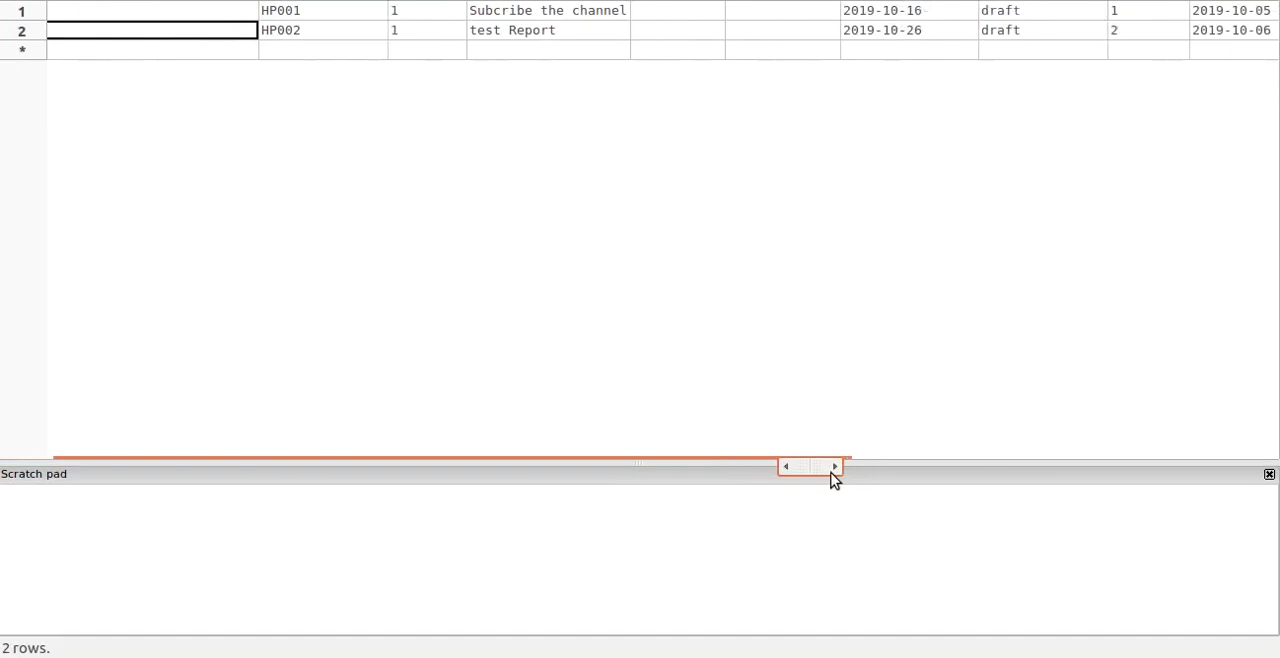 1 HP001 1 Subcribe the channel 2019-10-16 draft 1 2019-10-05
2 HP002 1 test Report 2019-10-26 draft 2 2019-10-06
*
Scratch pad
2 rows.